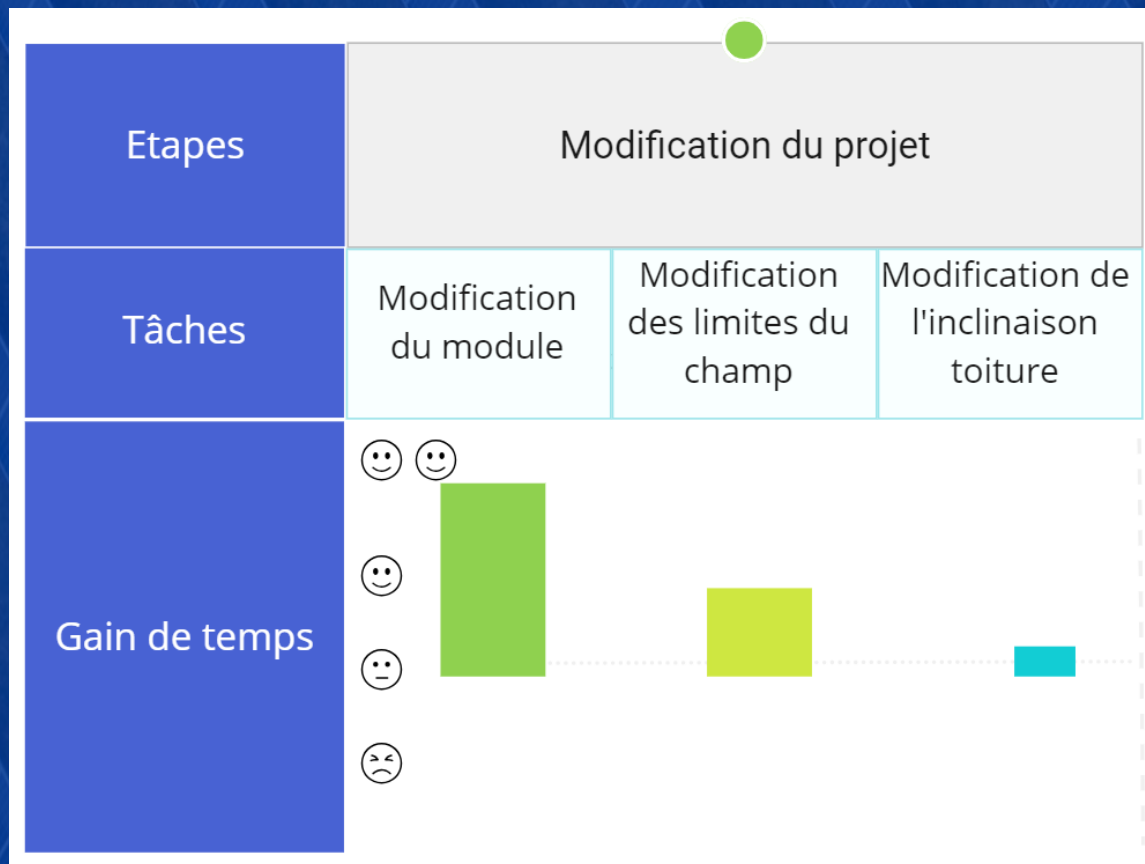 Etapes
Modification du projet
Tâches
Modification
du module
Modification
des limites du
champ
Modification de
l'inclinaison
toiture
Gain de temps